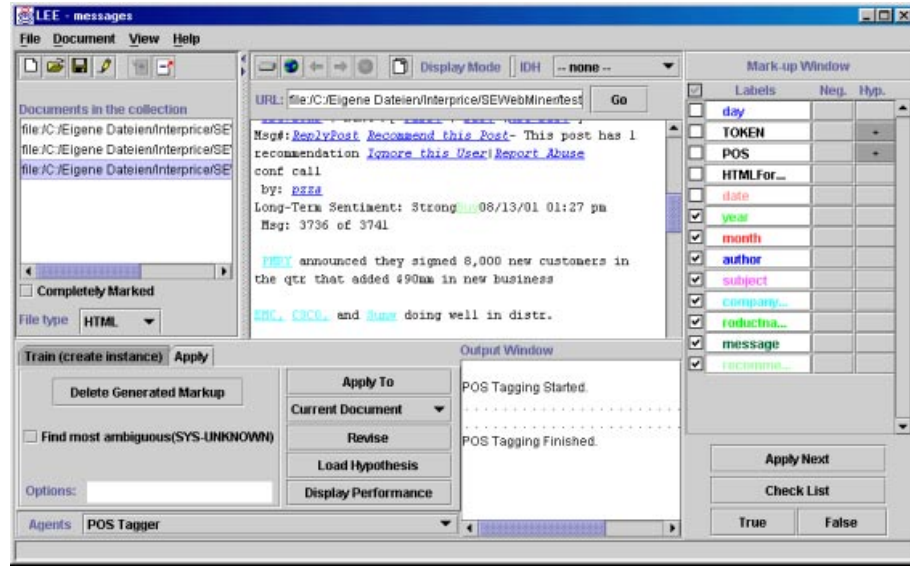 LEE - messages
File Document View Help
Display Mode IDH -- none --
Mark-up Window
Documents in the collection
URL: file:/C:/Eigene Dateien/Interprice/SEWebMiner/test Go
Labels Neg. Hyp.
file:/C:/Eigene Dateien/Interprice/SE
file:/C:/Eigene Dateien/Interprice/SE
file:/C:/Eigene Dateien/Interprice/SE
Completely Marked
File type HTML
Msg#: ReplyPost Recommend this Post- This post has 1
recommendation Ignore this User|Report Abuse
conf call
by: pzza
Long-Term Sentiment: Strong Buy 08/13/01 01:27 pm
Msg: 3736 of 3741
announced they signed 8,000 new customers in
the qtr that added $90mm in new business
EMC, CSCO, and Sunw doing well in distr.
day
TOKEN +
POS +
HTMLFor...
date
year
month
author
subject
company...
roductna...
message
recomme...
Train (create instance) Apply
Delete Generated Markup
Find most ambiguous(SYS-UNKNOWN)
Options:
Agents POS Tagger
Apply To
Current Document
Revise
Load Hypothesis
Display Performance
Output Window
POS Tagging Started.
POS Tagging Finished.
Apply Next
Check List
True False